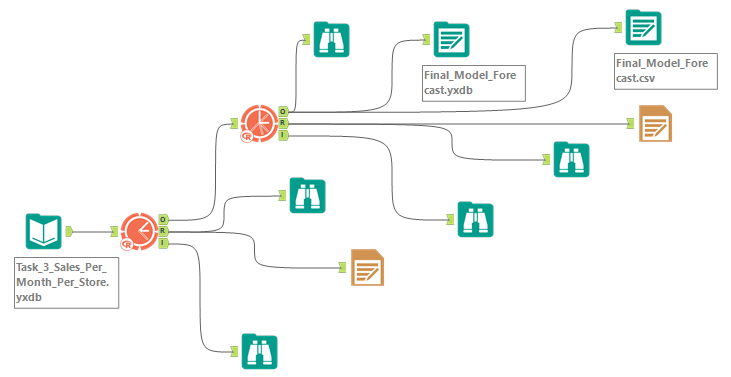 Final_Model_Fore
cast.yxdb
Final_Model_Fore
cast.csv
O
R
I
R
O
R
I
R
Task_3_Sales_Per_
Month_Per_Store.
yxdb